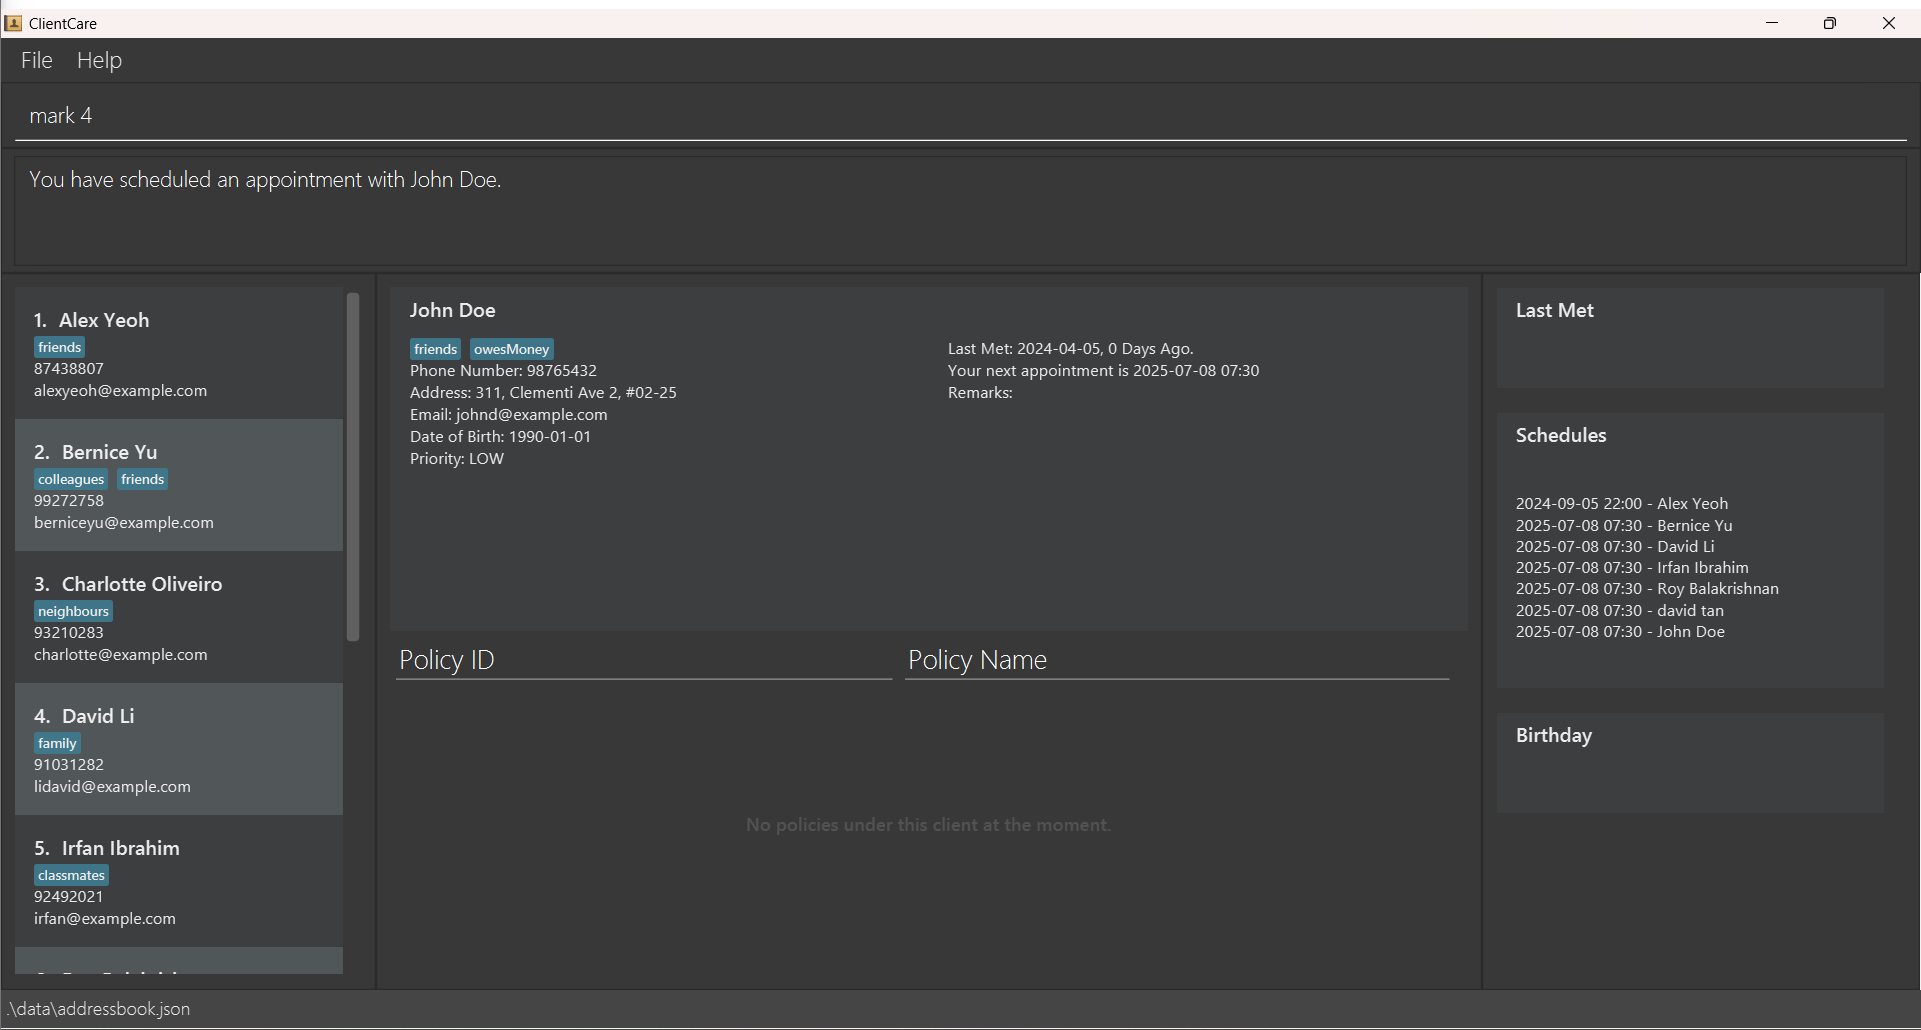 ClientCare
File Help
mark 4
You have scheduled an appointment with John Doe.
1. Alex Yeoh
friends
87438807
alexyeoh@example.com
2. Bernice Yu
colleagues friends
99272758
berniceyu@example.com
3. Charlotte Oliveiro
neighbours
93210283
charlotte@example.com
4. David Li
family
91031282
lidavid@example.com
5. Irfan Ibrahim
classmates
92492021
irfan@example.com
John Doe
friends owesMoney
Phone Number: 98765432
Address: 311, Clementi Ave 2, #02-25
Email: johnd@example.com
Date of Birth: 1990-01-01
Priority: LOW
Last Met: 2024-04-05, 0 Days Ago.
Your next appointment is 2025-07-08 07:30
Remarks:
Policy ID Policy Name
No policies under this client at the moment.
Last Met
Schedules
2024-09-05 22:00 - Alex Yeoh
2025-07-08 07:30 - Bernice Yu
2025-07-08 07:30 - David Li
2025-07-08 07:30 - Irfan Ibrahim
2025-07-08 07:30 - Roy Balakrishnan
2025-07-08 07:30 - david tan
2025-07-08 07:30 - John Doe
Birthday
.\data\addressbook.json